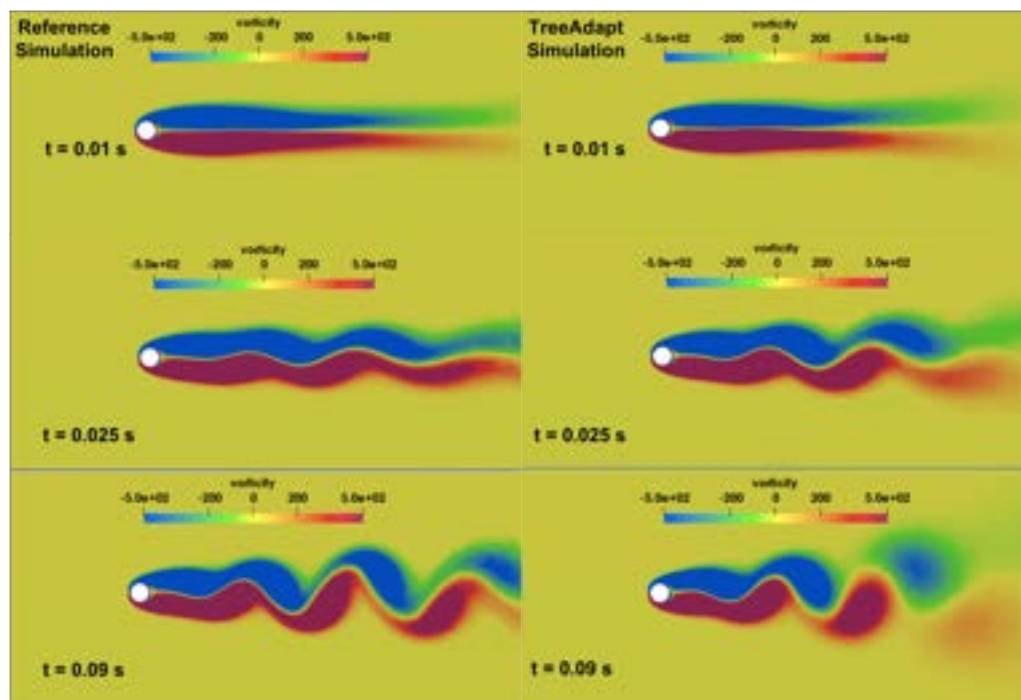 Reference
Simulation
vorticity
-5.0e+02 -200 0 200 5.0e+02
t = 0.01 s
TreeAdapt
Simulation
vorticity
-5.0e+02 -200 0 200 5.0e+02
t = 0.01 s
vorticity
-5.0e+02 -200 0 200 5.0e+02
t = 0.025 s
vorticity
-5.0e+02 -200 0 200 5.0e+02
t = 0.025 s
vorticity
-5.0e+02 -200 0 200 5.0e+02
t = 0.09 s
vorticity
-5.0e+02 -200 0 200 5.0e+02
t = 0.09 s